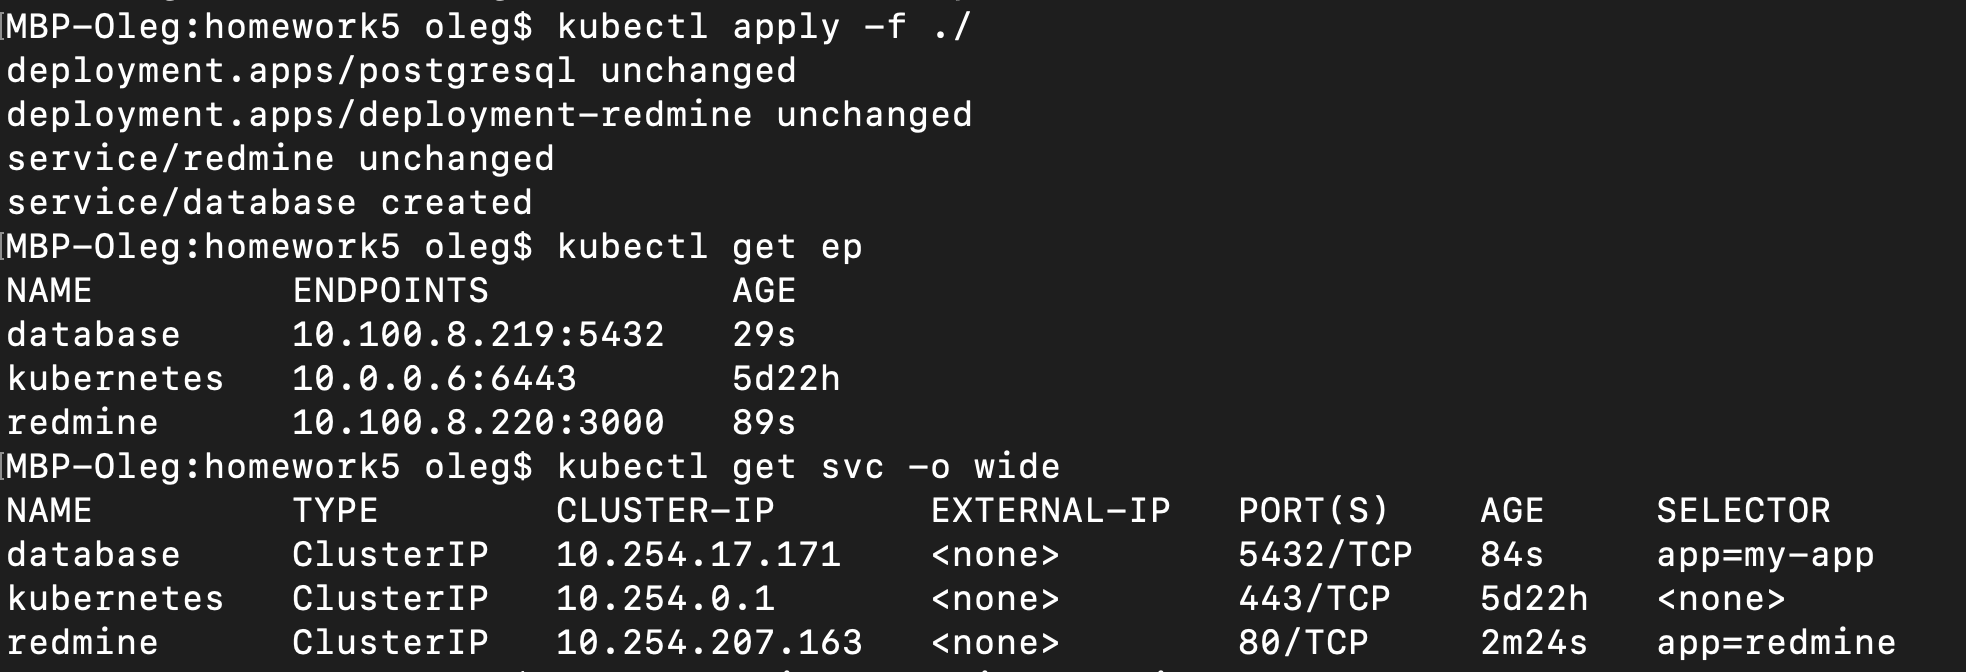 MBP-Oleg:homework5 oleg$ kubectl apply -f ./
deployment.apps/postgresql unchanged
deployment.apps/deployment-redmine unchanged
service/redmine unchanged
service/database created
MBP-Oleg:homework5 oleg$ kubectl get ep
NAME ENDPOINTS AGE
database 10.100.8.219:5432 29s
kubernetes 10.0.0.6:6443 5d22h
redmine 10.100.8.220:3000 89s
MBP-Oleg:homework5 oleg$ kubectl get svc -o wide
NAME TYPE CLUSTER-IP EXTERNAL-IP PORT(S) AGE SELECTOR
database ClusterIP 10.254.17.171 <none> 5432/TCP 84s app=my-app
kubernetes ClusterIP 10.254.0.1 <none> 443/TCP 5d22h <none>
redmine ClusterIP 10.254.207.163 <none> 80/TCP 2m24s app=redmine